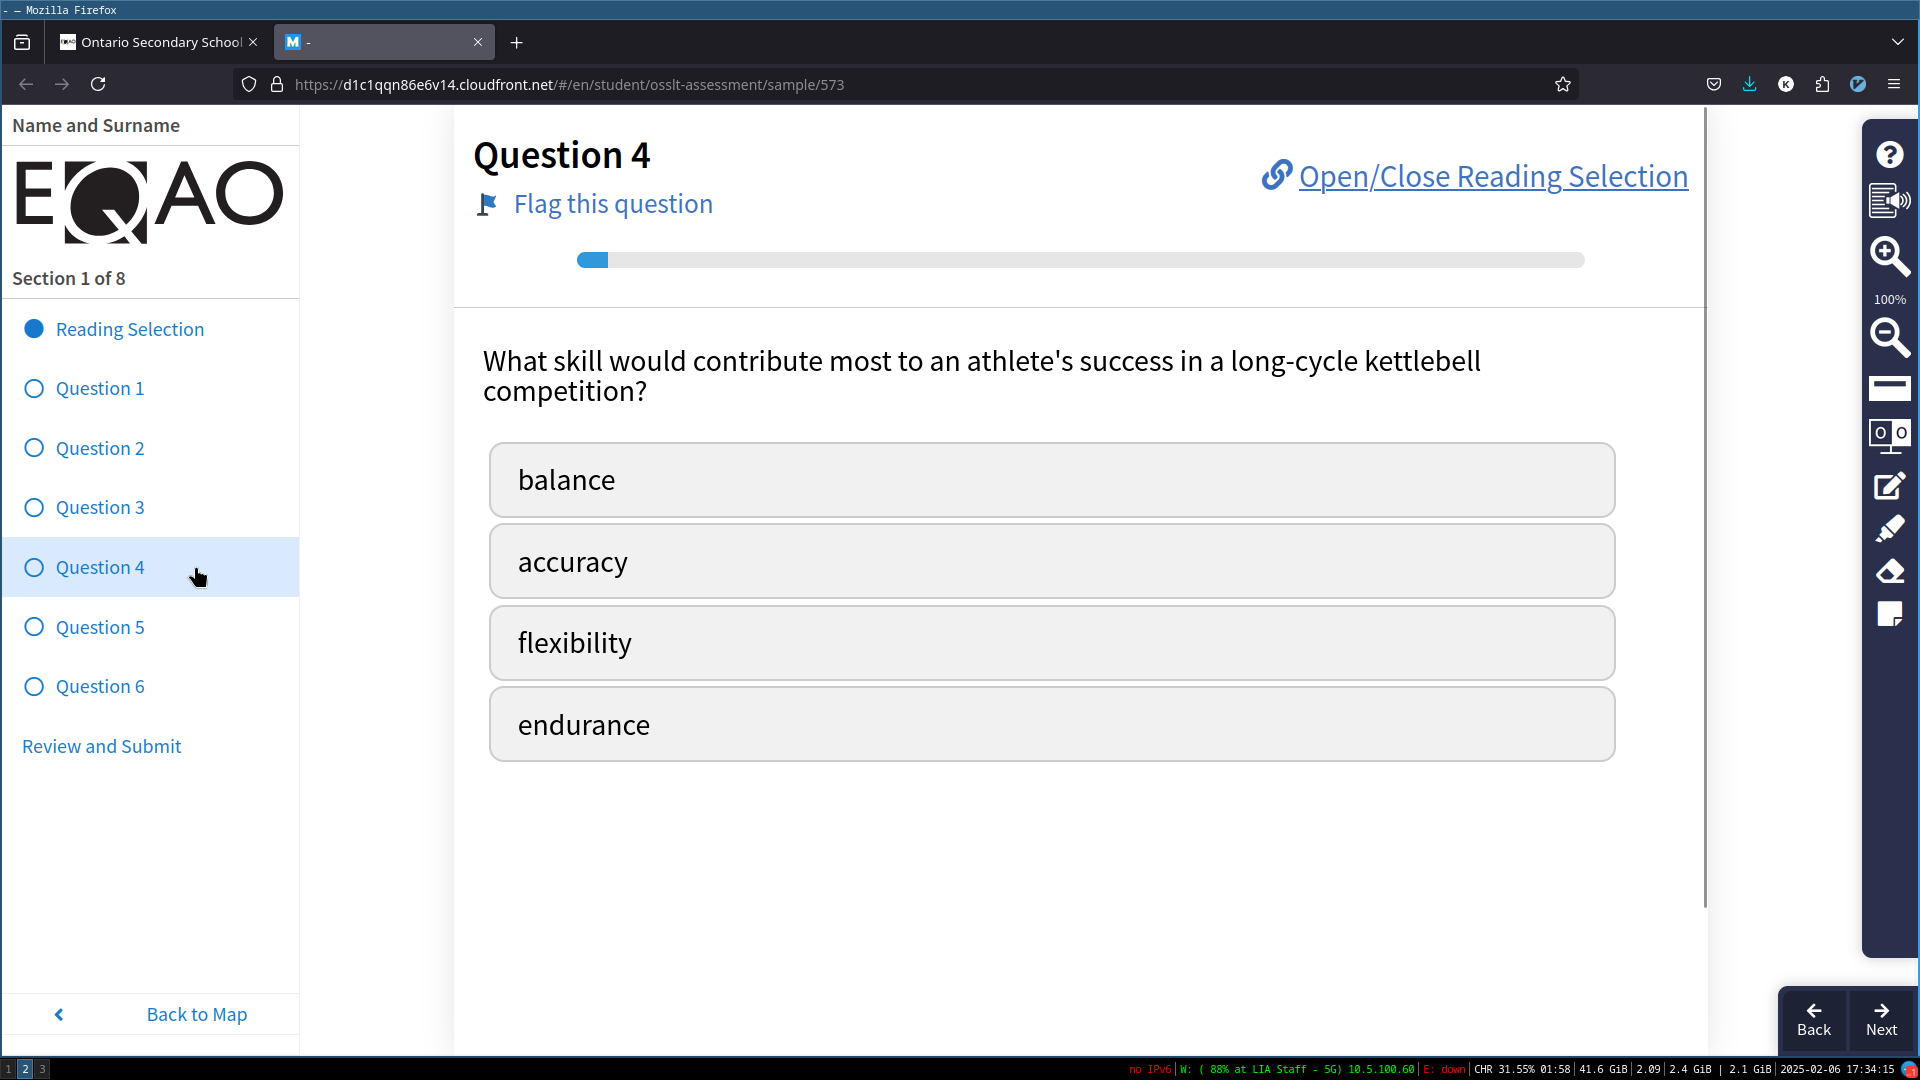 - — Mozilla Firefox
EQAO Ontario Secondary School
M -
https://d1c1qqn86e6v14.cloudfront.net/#/en/student/osslt-assessment/sample/573
K
Name and Surname
EQAO
Section 1 of 8
Reading Selection
Question 1
Question 2
Question 3
Question 4
Question 5
Question 6
Review and Submit
Back to Map
Question 4
Flag this question
Open/Close Reading Selection
What skill would contribute most to an athlete's success in a long-cycle kettlebell
competition?
balance
accuracy
flexibility
endurance
?
100%
O O
Back
Next
1 2 3
no IPv6 | W: ( 88% at LIA Staff - 5G) 10.5.100.60 | E: down | CHR 31.55% 01:58 | 41.6 GiB | 2.09 | 2.4 GiB | 2.1 GiB | 2025-02-06 17:34:15